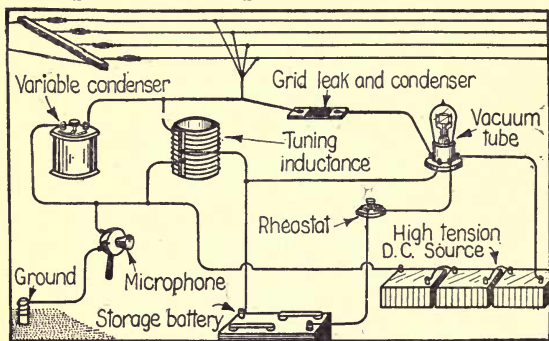 Variable condenser
Grid leak and condenser
Vacuum
tube
Tuning
inductance
Rheostat
High tension
D.C. Source
Ground
Microphone
Storage battery